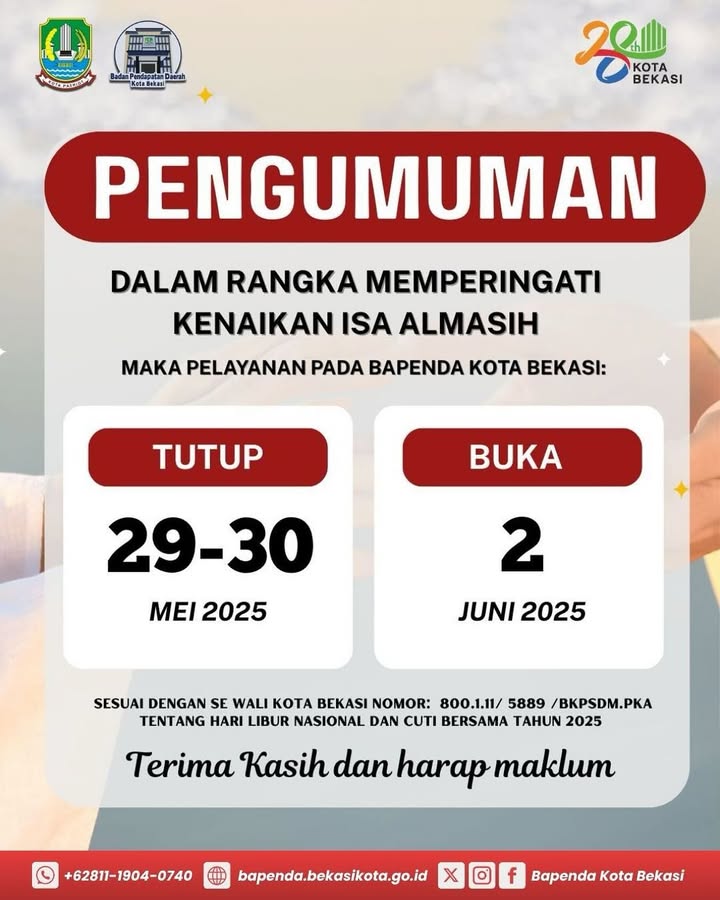 Badan Pendapatan Daerah
Kota Bekasi
28th
KOTA
BEKASI
PENGUMUMAN
DALAM RANGKA MEMPERINGATI
KENAIKAN ISA ALMASIH
MAKA PELAYANAN PADA BAPENDA KOTA BEKASI:
TUTUP
29-30
MEI 2025
BUKA
2
JUNI 2025
SESUAI DENGAN SE WALI KOTA BEKASI NOMOR: 800.1.11/ 5889 /BKPSDM.PKA
TENTANG HARI LIBUR NASIONAL DAN CUTI BERSAMA TAHUN 2025
Terima Kasih dan harap maklum
+62811-1904-0740 bapenda.bekasikota.go.id Bapenda Kota Bekasi